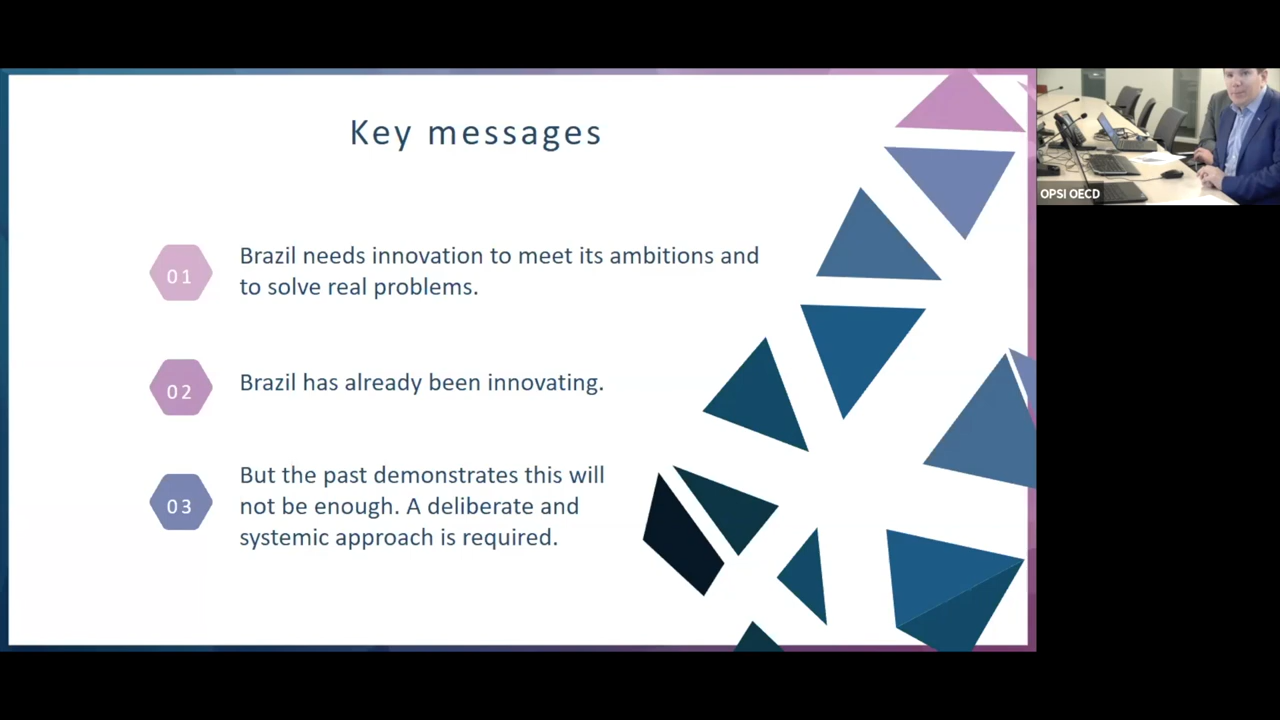 Key messages
01
Brazil needs innovation to meet its ambitions and
to solve real problems.
02
Brazil has already been innovating.
03
But the past demonstrates this will
not be enough. A deliberate and
systemic approach is required.
OPSI OECD